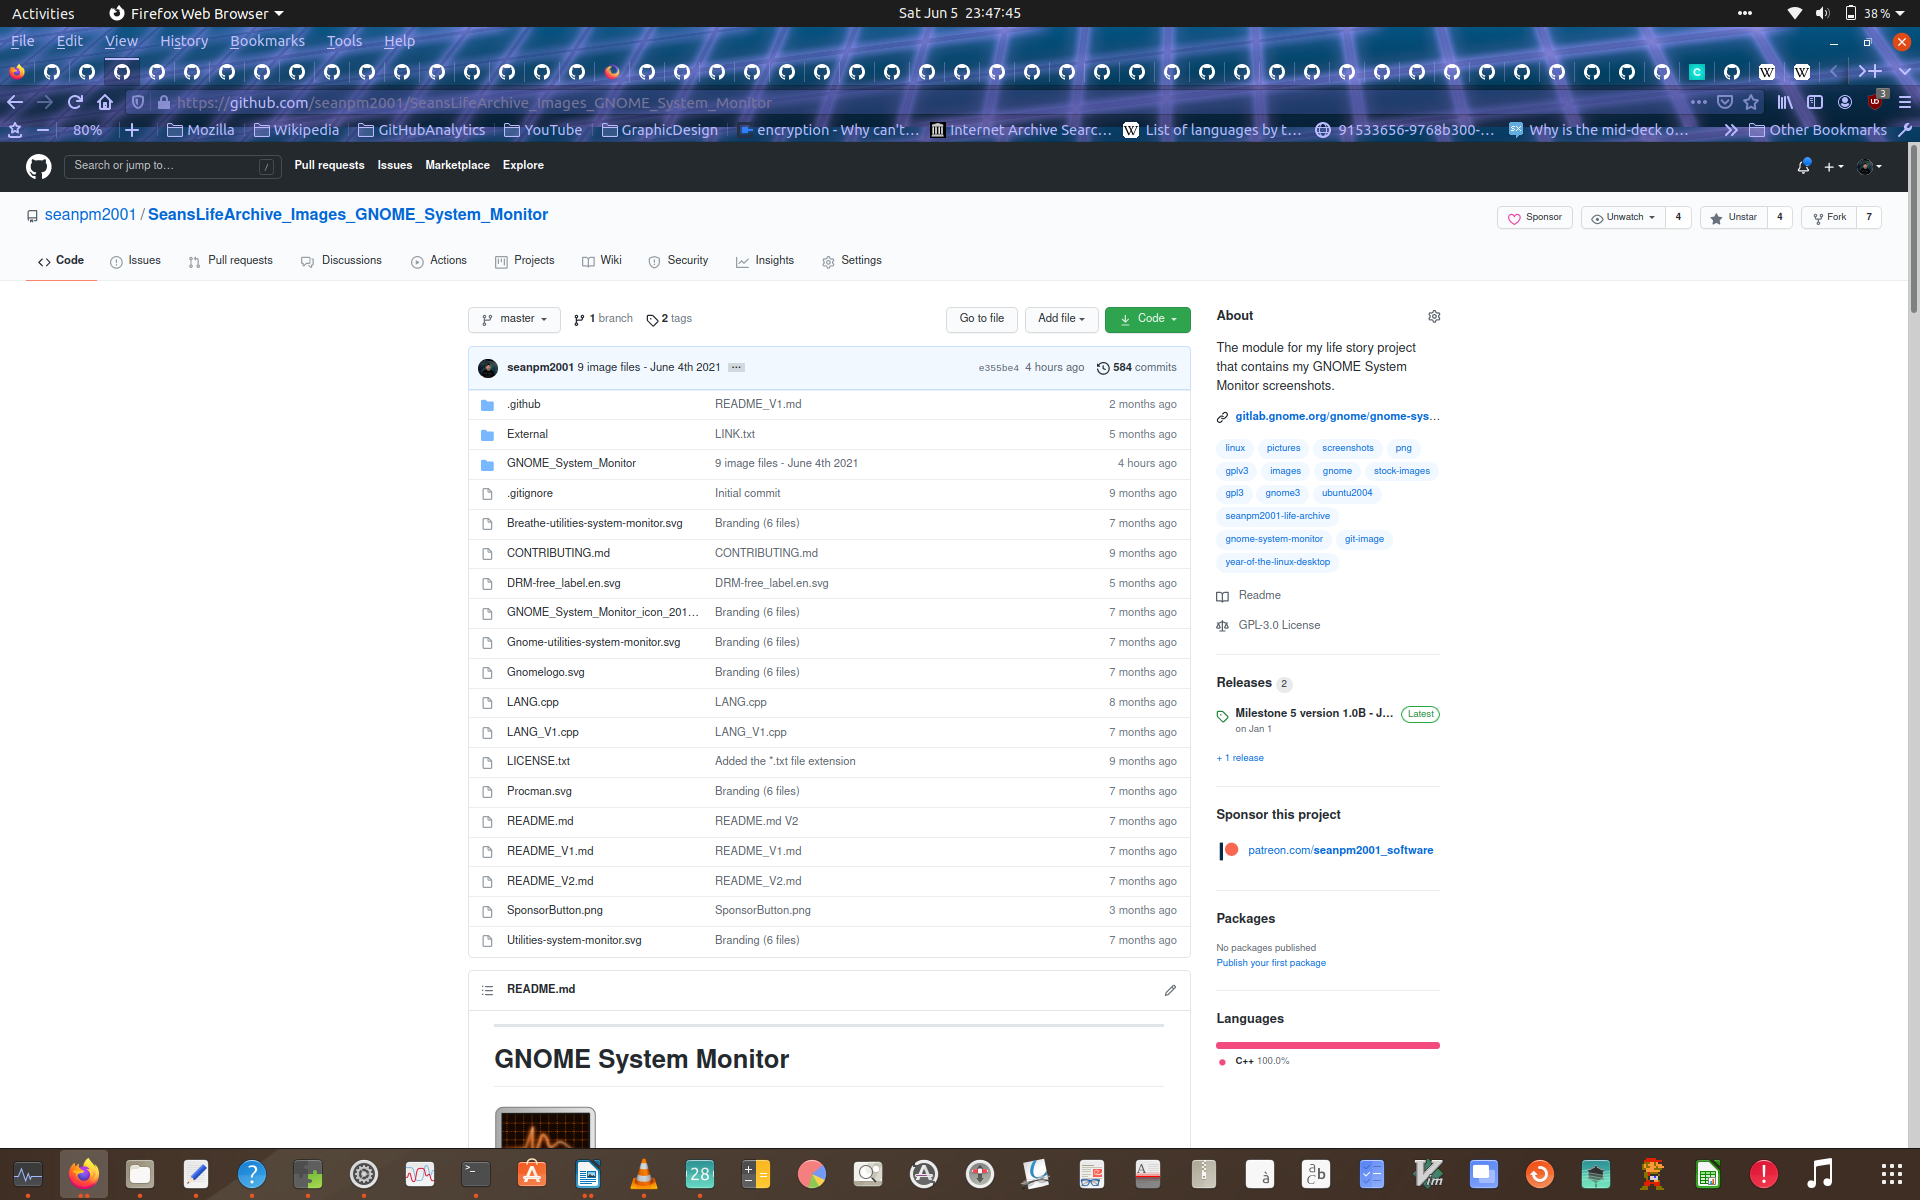 Activities Firefox Web Browser Sat Jun 5 23:47:45 38 %
File Edit View History Bookmarks Tools Help
https://github.com/seanpm2001/SeansLifeArchive_Images_GNOME_System_Monitor 3
80% Mozilla Wikipedia GitHubAnalytics YouTube GraphicDesign encryption - Why can't… Internet Archive Searc… List of languages by t… 91533656-9768b300-… Why is the mid-deck o… Other Bookmarks
Search or jump to… / Pull requests Issues Marketplace Explore
seanpm2001 / SeansLifeArchive_Images_GNOME_System_Monitor Sponsor Unwatch 4 Unstar 4 Fork 7
Code Issues Pull requests Discussions Actions Projects Wiki Security Insights Settings
master 1 branch 2 tags Go to file Add file Code
seanpm2001 9 image files - June 4th 2021 e355be4 4 hours ago 584 commits
.github README_V1.md 2 months ago
External LINK.txt 5 months ago
GNOME_System_Monitor 9 image files - June 4th 2021 4 hours ago
.gitignore Initial commit 9 months ago
Breathe-utilities-system-monitor.svg Branding (6 files) 7 months ago
CONTRIBUTING.md CONTRIBUTING.md 9 months ago
DRM-free_label.en.svg DRM-free_label.en.svg 5 months ago
GNOME_System_Monitor_icon_201… Branding (6 files) 7 months ago
Gnome-utilities-system-monitor.svg Branding (6 files) 7 months ago
Gnomelogo.svg Branding (6 files) 7 months ago
LANG.cpp LANG.cpp 8 months ago
LANG_V1.cpp LANG_V1.cpp 7 months ago
LICENSE.txt Added the *.txt file extension 9 months ago
Procman.svg Branding (6 files) 7 months ago
README.md README.md V2 7 months ago
README_V1.md README_V1.md 7 months ago
README_V2.md README_V2.md 7 months ago
SponsorButton.png SponsorButton.png 3 months ago
Utilities-system-monitor.svg Branding (6 files) 7 months ago
README.md
GNOME System Monitor
About
The module for my life story project
that contains my GNOME System
Monitor screenshots.
gitlab.gnome.org/gnome/gnome-sys…
linux pictures screenshots png
gplv3 images gnome stock-images
gpl3 gnome3 ubuntu2004
seanpm2001-life-archive
gnome-system-monitor git-image
year-of-the-linux-desktop
Readme
GPL-3.0 License
Releases 2
Milestone 5 version 1.0B - J… Latest
on Jan 1
+ 1 release
Sponsor this project
patreon.com/seanpm2001_software
Packages
No packages published
Publish your first package
Languages
C++ 100.0%
28